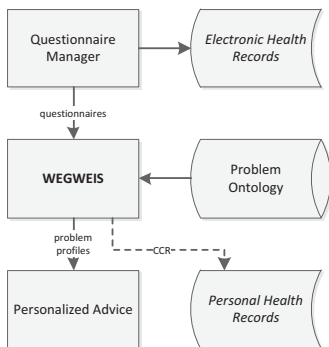 Questionnaire
Manager
Electronic Health
Records
questionnaires
WEGWEIS
Problem
Ontology
problem
profiles
CCR
Personalized Advice
Personal Health
Records